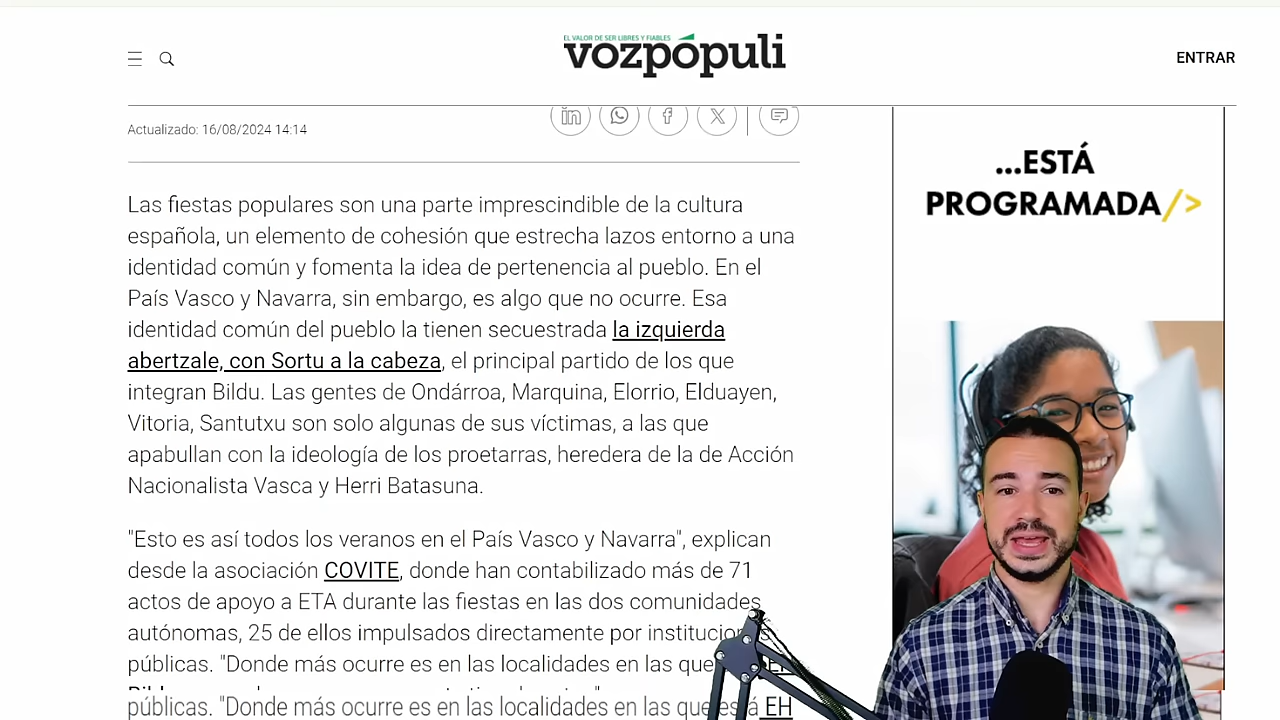 EL VALOR DE SER LIBRES Y FIABLES
vozpópuli
ENTRAR
Actualizado: 16/08/2024 14:14
...ESTÁ
PROGRAMADA/>
Las fiestas populares son una parte imprescindible de la cultura
española, un elemento de cohesión que estrecha lazos entorno a una
identidad común y fomenta la idea de pertenencia al pueblo. En el
País Vasco y Navarra, sin embargo, es algo que no ocurre. Esa
identidad común del pueblo la tienen secuestrada la izquierda
abertzale, con Sortu a la cabeza, el principal partido de los que
integran Bildu. Las gentes de Ondárroa, Marquina, Elorrio, Elduayen,
Vitoria, Santutxu son solo algunas de sus víctimas, a las que
apabullan con la ideología de los proetarras, heredera de la de Acción
Nacionalista Vasca y Herri Batasuna.
"Esto es así todos los veranos en el País Vasco y Navarra", explican
desde la asociación COVITE, donde han contabilizado más de 71
actos de apoyo a ETA durante las fiestas en las dos comunidades
autónomas, 25 de ellos impulsados directamente por instituciones
públicas. "Donde más ocurre es en las localidades en las que
públicas. "Donde más ocurre es en las localidades en las que está EH